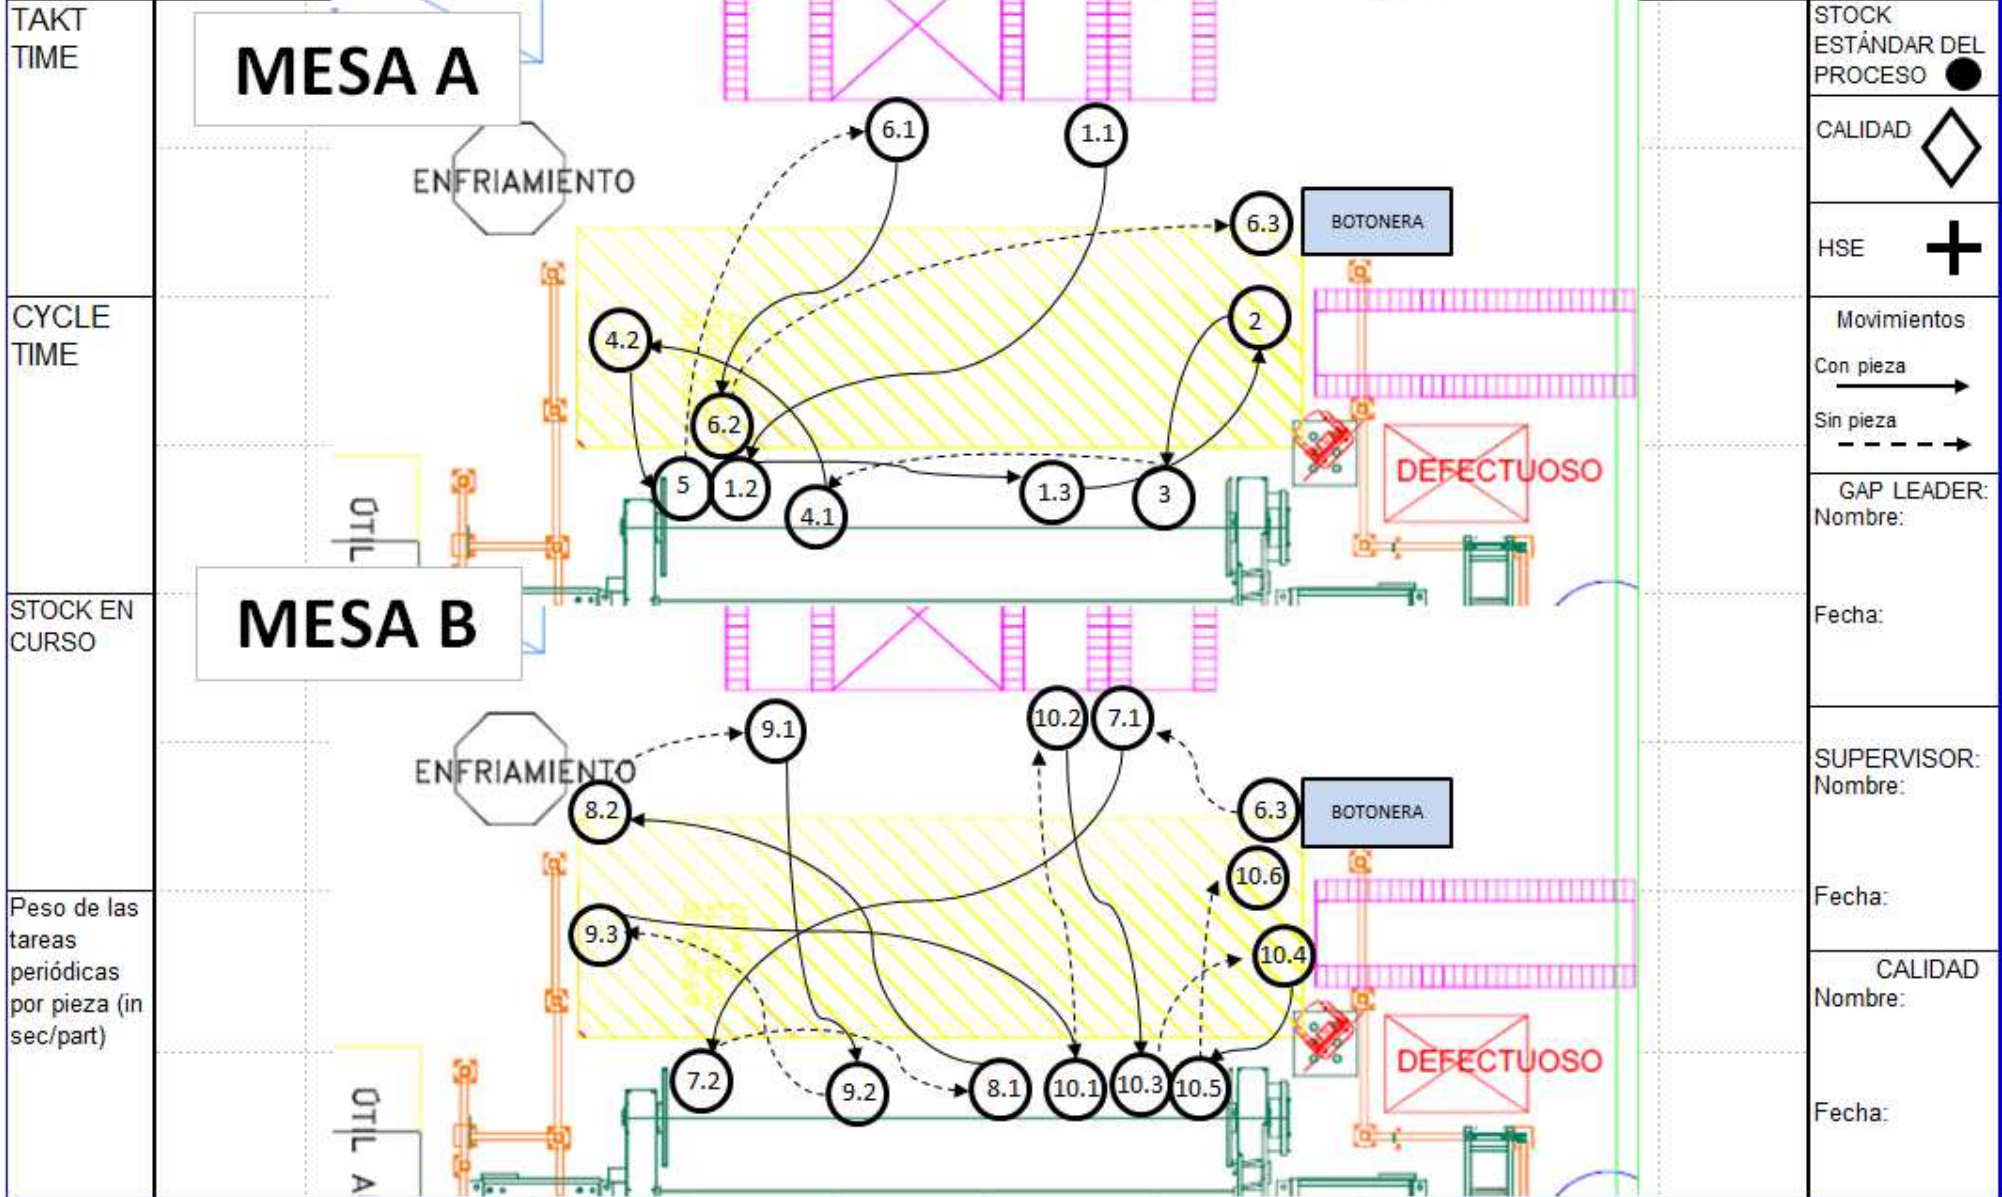 TAKT
TIME
CYCLE
TIME
STOCK EN
CURSO
Peso de las
tareas
periódicas
por pieza (in
sec/part)
MESA A
ENFRIAMIENTO
6.1
1.1
6.3
BOTONERA
4.2
2
6.2
5
1.2
4.1
1.3
3
DEFECTUOSO
ÚTIL
MESA B
ENFRIAMIENTO
9.1
10.2
7.1
8.2
6.3
BOTONERA
10.6
9.3
10.4
7.2
9.2
8.1
10.1
10.3
10.5
DEFECTUOSO
ÚTIL A
STOCK
ESTÁNDAR DEL
PROCESO
CALIDAD
HSE
Movimientos
Con pieza
Sin pieza
GAP LEADER:
Nombre:
Fecha:
SUPERVISOR:
Nombre:
Fecha:
CALIDAD
Nombre:
Fecha: